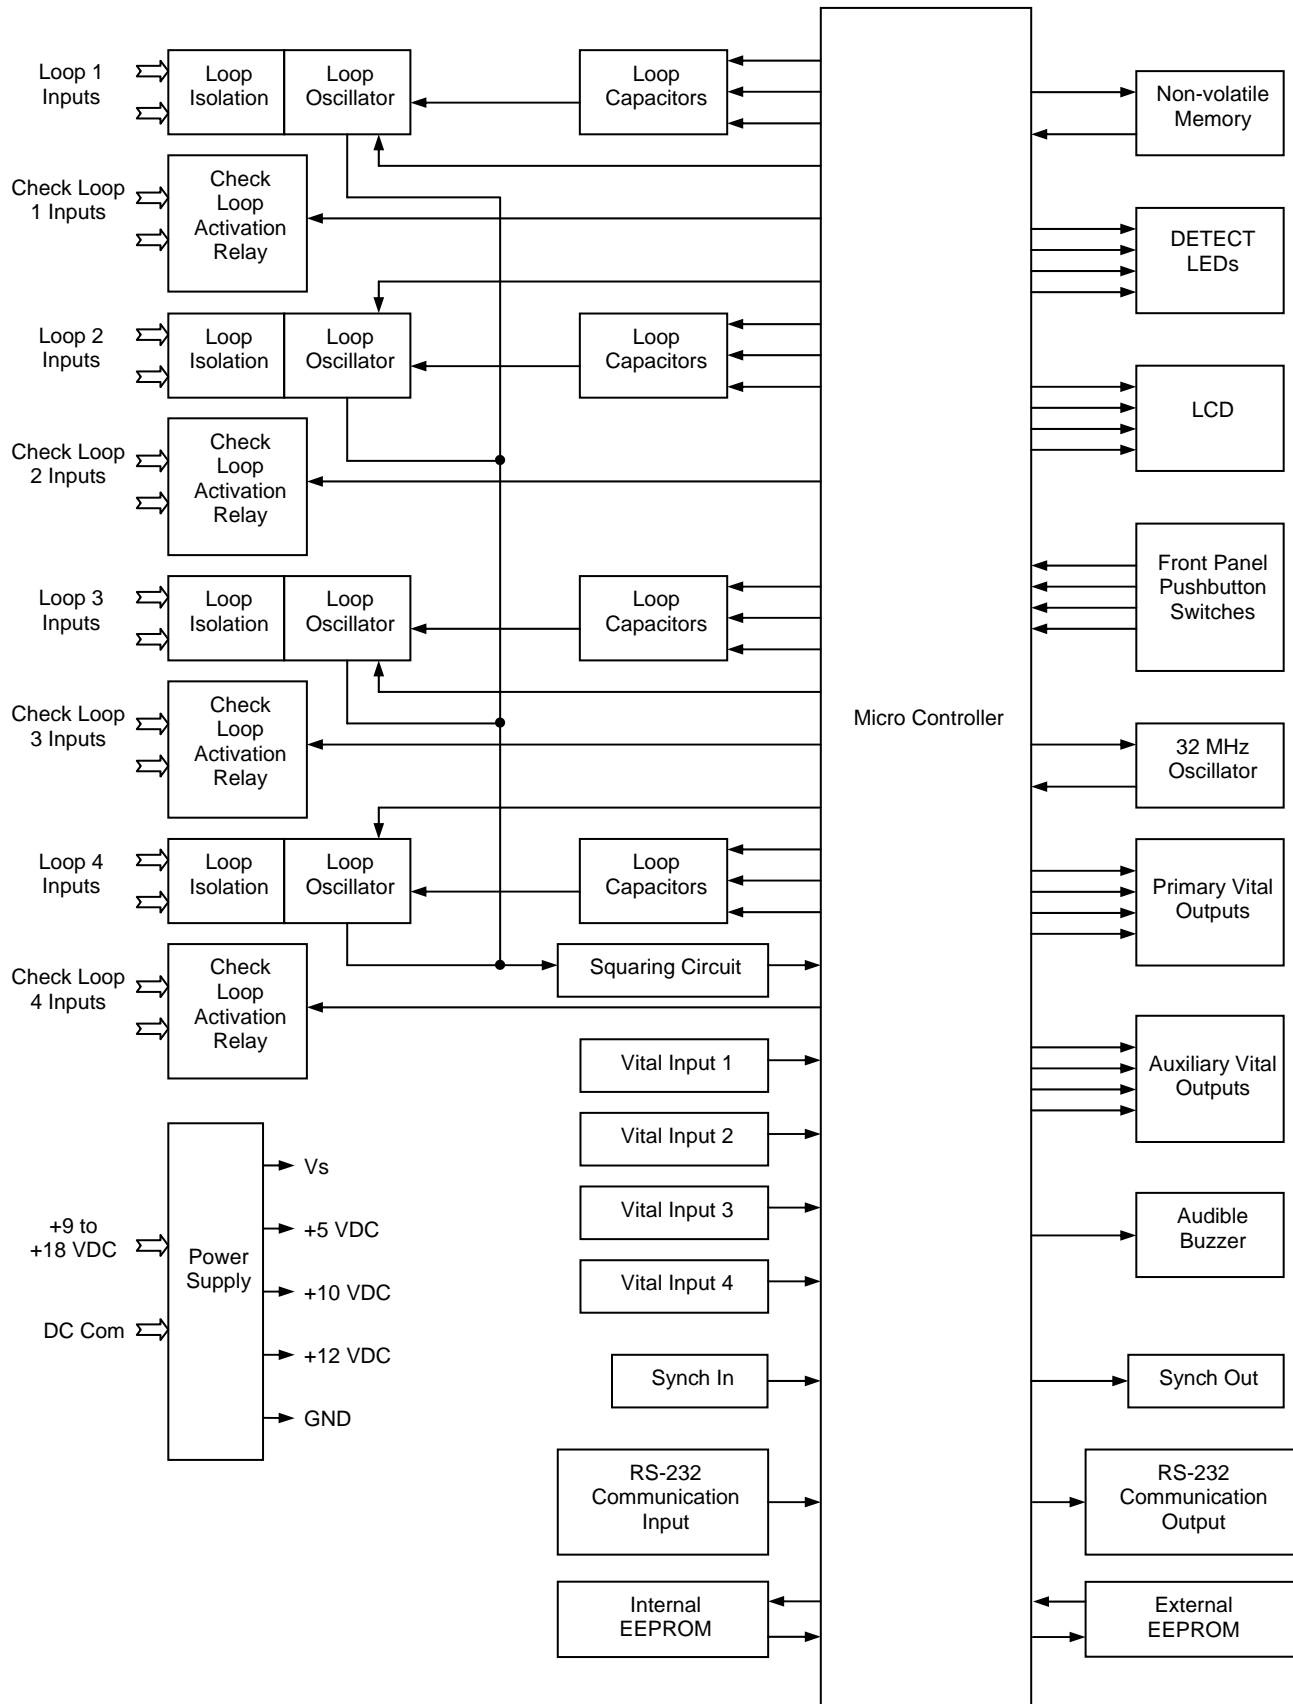 Loop 1
Inputs
Loop
Isolation
Loop
Oscillator
Loop
Capacitors
Check Loop
1 Inputs
Check
Loop
Activation
Relay
Loop 2
Inputs
Loop
Isolation
Loop
Oscillator
Loop
Capacitors
Check Loop
2 Inputs
Check
Loop
Activation
Relay
Loop 3
Inputs
Loop
Isolation
Loop
Oscillator
Loop
Capacitors
Check Loop
3 Inputs
Check
Loop
Activation
Relay
Loop 4
Inputs
Loop
Isolation
Loop
Oscillator
Loop
Capacitors
Check Loop
4 Inputs
Check
Loop
Activation
Relay
Squaring Circuit
Vital Input 1
Vital Input 2
Vital Input 3
Vital Input 4
+9 to
+18 VDC
DC Com
Power
Supply
Vs
+5 VDC
+10 VDC
+12 VDC
GND
Synch In
RS-232
Communication
Input
Internal
EEPROM
Micro Controller
Non-volatile
Memory
DETECT
LEDs
LCD
Front Panel
Pushbutton
Switches
32 MHz
Oscillator
Primary Vital
Outputs
Auxiliary Vital
Outputs
Audible
Buzzer
Synch Out
RS-232
Communication
Output
External
EEPROM